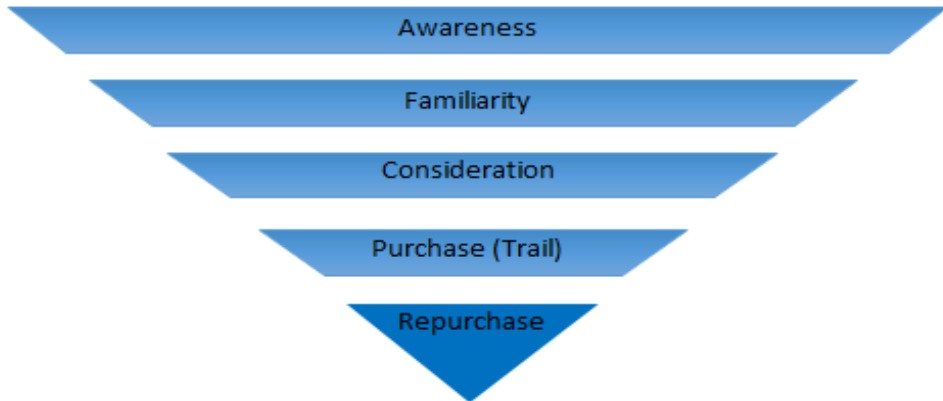 Awareness
Familiarity
Consideration
Purchase (Trail)
Repurchase